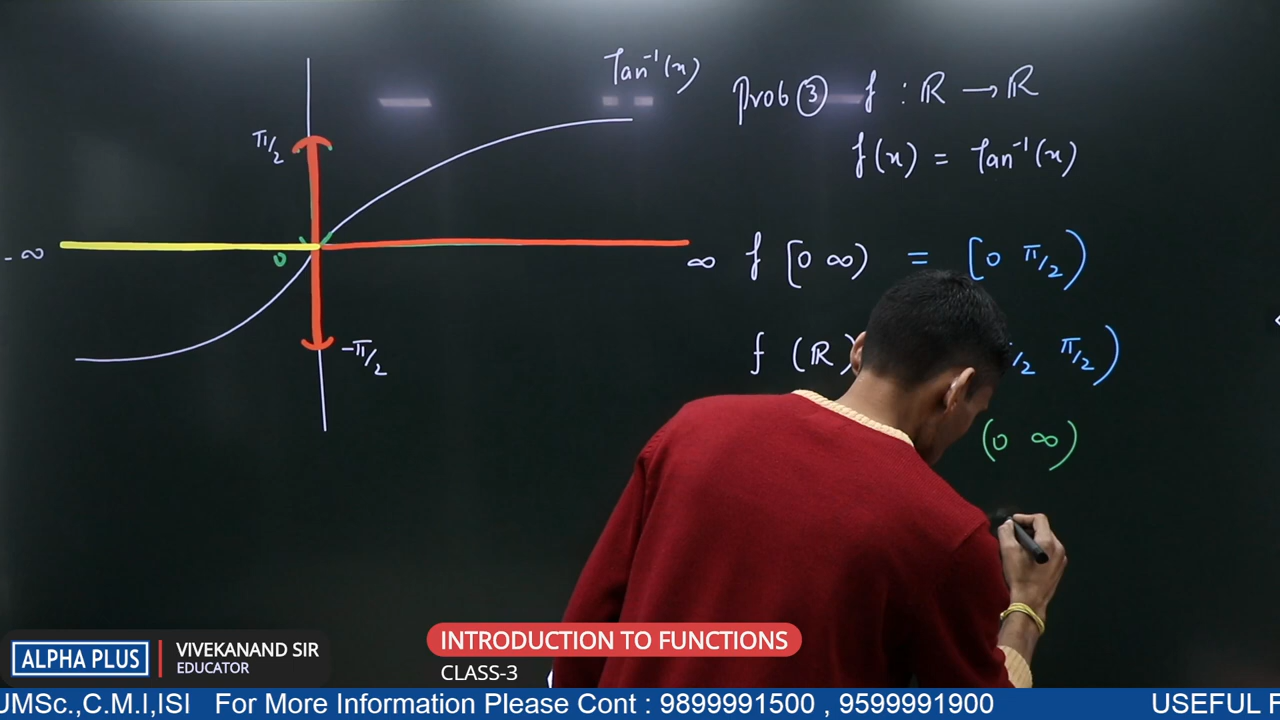 Tan⁻¹(x)
π/2
-∞
0
∞
-π/2
Prob ③ f : ℝ → ℝ
f(x) = Tan⁻¹(x)
f [0 ∞) = [0 π/2)
f (ℝ) /2 π/2)
(0 ∞)
ALPHA PLUS
VIVEKANAND SIR
EDUCATOR
INTRODUCTION TO FUNCTIONS
CLASS-3
UMSc.,C.M.I,ISI For More Information Please Cont : 9899991500 , 9599991900 USEFUL F